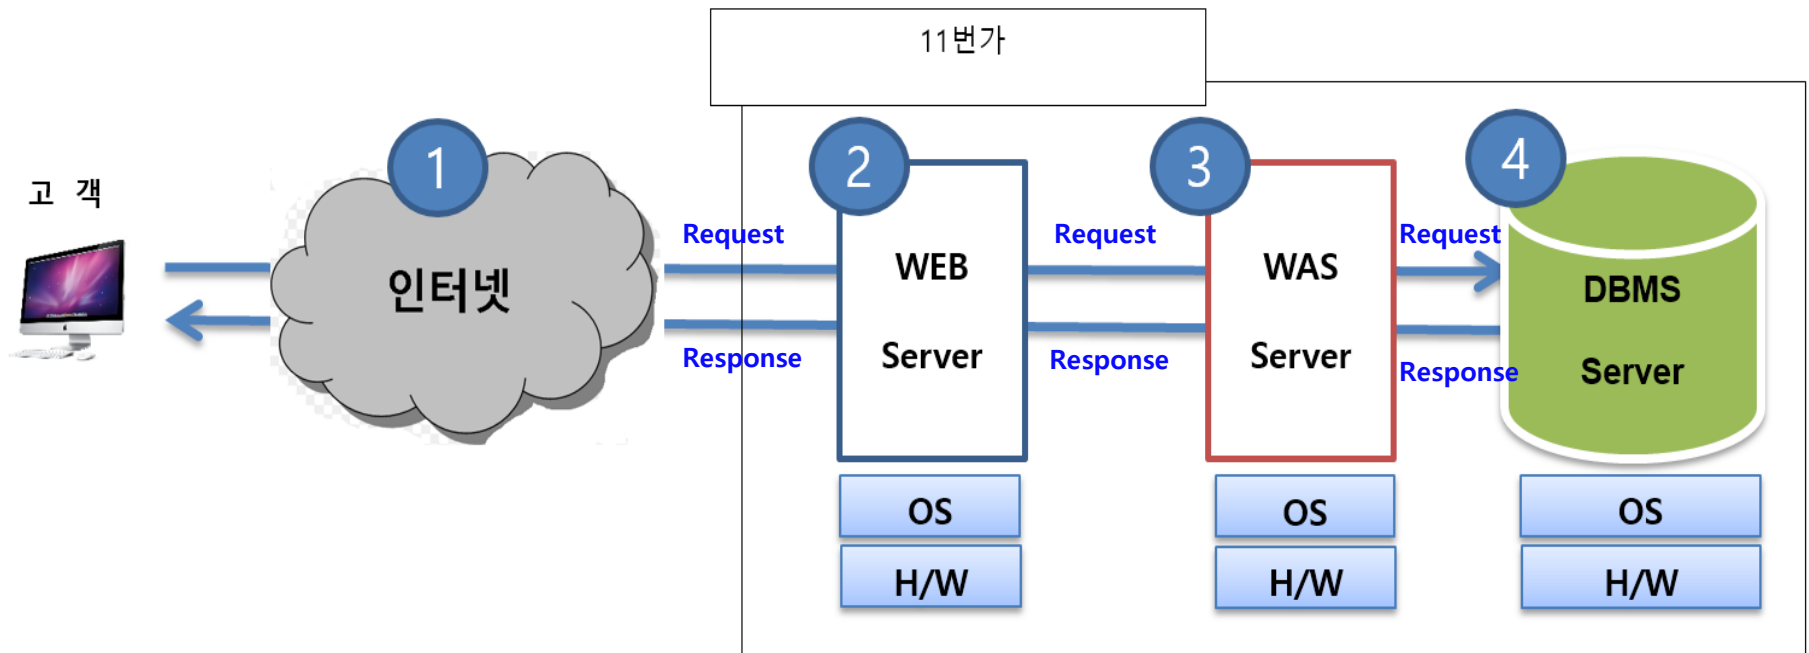 11번가
고 객
1
인터넷
Request
Response
2
WEB
Server
Request
Response
3
WAS
Server
Request
Response
4
DBMS
Server
OS
H/W
OS
H/W
OS
H/W